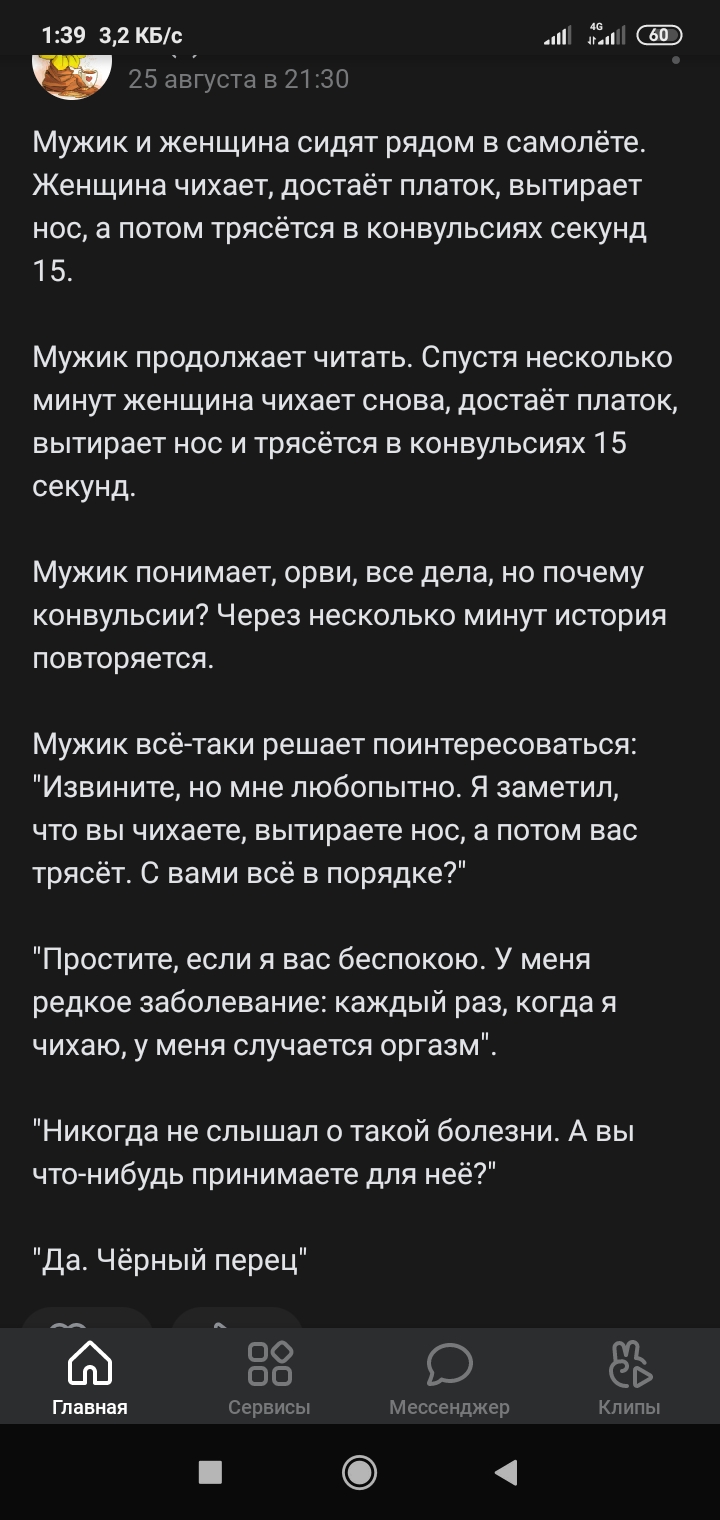 1:39 3,2 КБ/с 4G 60
25 августа в 21:30
Мужик и женщина сидят рядом в самолёте.
Женщина чихает, достаёт платок, вытирает
нос, а потом трясётся в конвульсиях секунд
15.
Мужик продолжает читать. Спустя несколько
минут женщина чихает снова, достаёт платок,
вытирает нос и трясётся в конвульсиях 15
секунд.
Мужик понимает, орви, все дела, но почему
конвульсии? Через несколько минут история
повторяется.
Мужик всё-таки решает поинтересоваться:
"Извините, но мне любопытно. Я заметил,
что вы чихаете, вытираете нос, а потом вас
трясёт. С вами всё в порядке?"
"Простите, если я вас беспокою. У меня
редкое заболевание: каждый раз, когда я
чихаю, у меня случается оргазм".
"Никогда не слышал о такой болезни. А вы
что-нибудь принимаете для неё?"
"Да. Чёрный перец"
Главная Сервисы Мессенджер Клипы